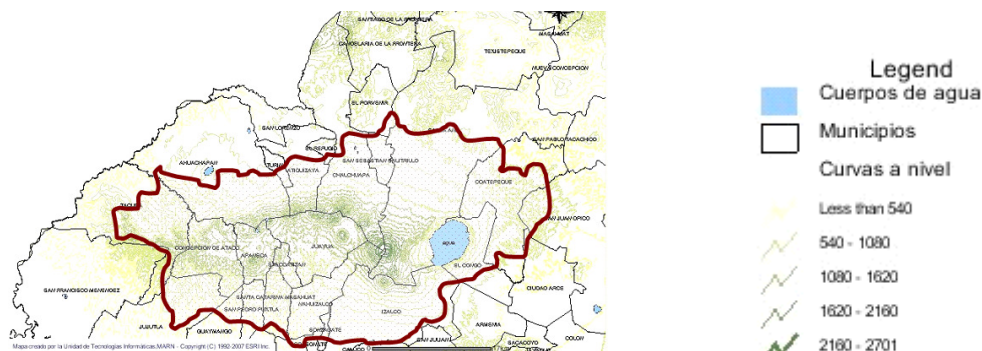 SANTIAGO DE LA FRONTERA
CANDELARIA DE LA FRONTERA
MASAHUAT
TEXISTEPEQUE
NUEVA CONCEPCION
EL PORVENIR
SAN LORENZO
EL REFUGIO
SAN PABLO TACACHICO
AHUACHAPAN
TURIN
ATIQUIZAYA
SAN SEBASTIAN SALITRILLO
CHALCHUAPA
COATEPEQUE
TACUBA
SAN JUAN OPICO
CONCEPCION DE ATACO
APANECA
JUAYUA
AGUA
SALCOATITAN
EL CONGO
SAN FRANCISCO MENENDEZ
CIUDAD ARCE
SANTA CATARINA MASAHUAT
NAHUIZALCO
SAN PEDRO PUXTLA
IZALCO
JUJUTLA
GUAYMANGO
SONZACATE
ARMENIA
COLON
SAN JULIAN
SACACOYO
Mapa creado por la Unidad de Tecnologias Informáticas.MARN - Copyright (C) 1992-2007 ESRI Inc.
Legend
Cuerpos de agua
Municipios
Curvas a nivel
Less than 540
540 - 1080
1080 - 1620
1620 - 2160
2160 - 2701